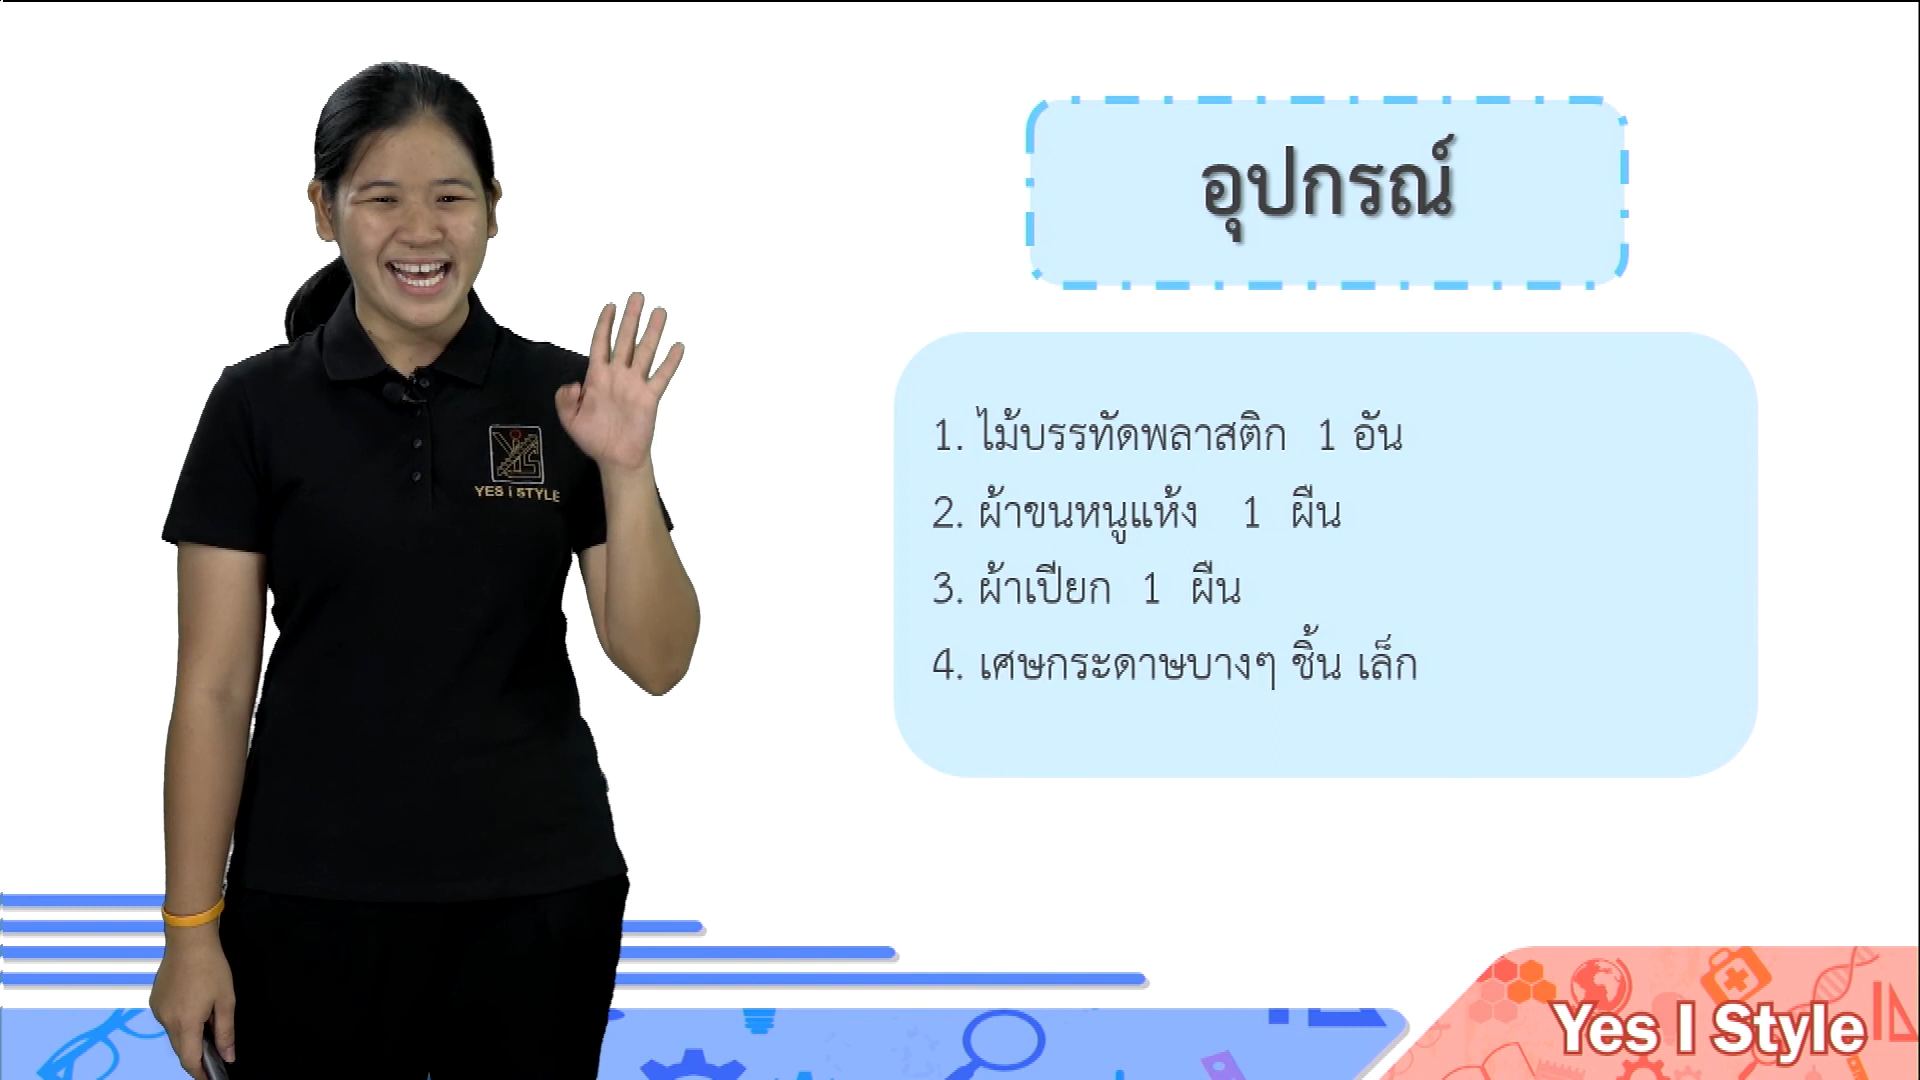 อุปกรณ์
1. ไม้บรรทัดพลาสติก 1 อัน
2. ผ้าขนหนูแห้ง 1 ผืน
3. ผ้าเปียก 1 ผืน
4. เศษกระดาษบางๆ ชิ้น เล็ก
YES I STYLE
Yes I Style